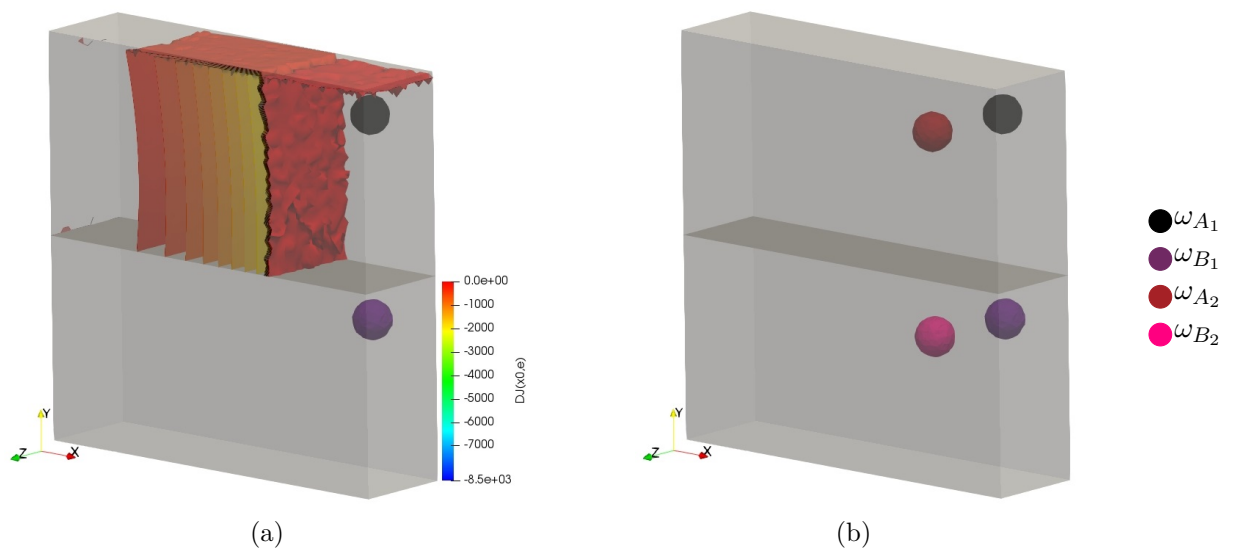 0.0e+00
-1000
-2000
-3000
-4000
-5000
-6000
-7000
-8.5e+03
DJ(x0,e)
Y
Z
X
(a)
Y
Z
X
(b)
ω_{A_1}
ω_{B_1}
ω_{A_2}
ω_{B_2}